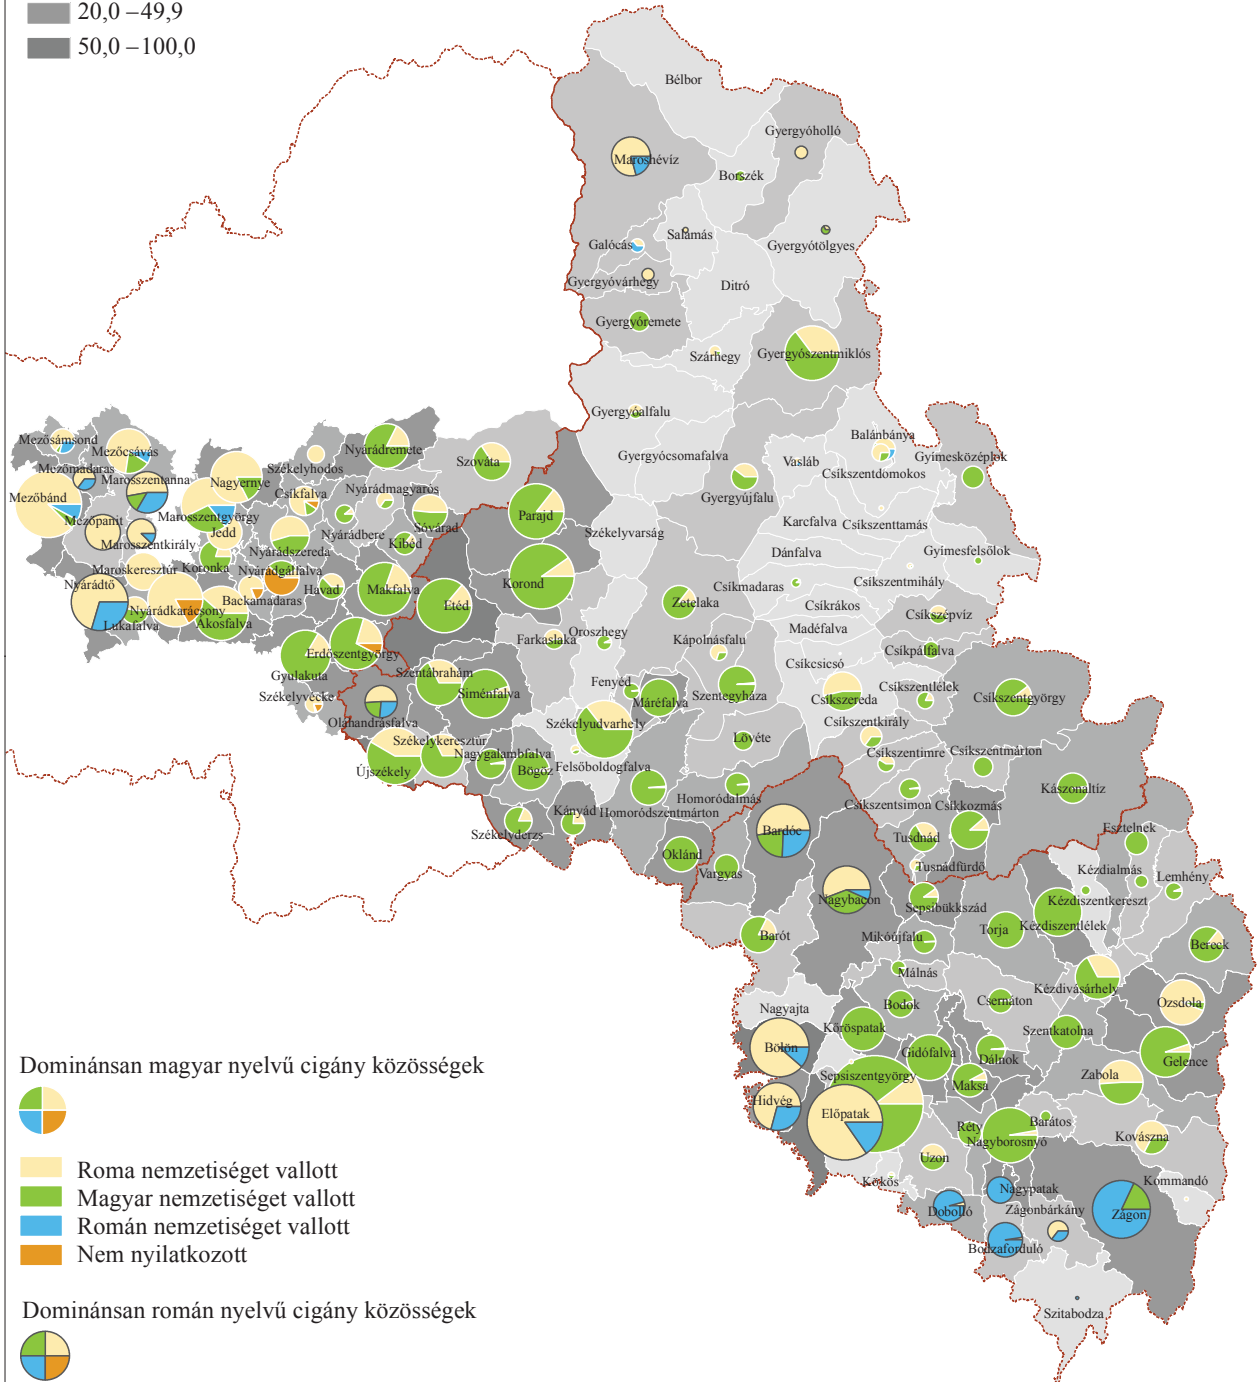 20,0 –49,9
50,0 –100,0
Bélbor
Gyergyóholló
Maroshévíz
Borszék
Salamás
Galócás
Gyergyótölgyes
Gyergyóvárhegy
Ditró
Gyergyóremete
Szárhegy
Gyergyószentmiklós
Gyergyóalfalu
Balánbánya
Mezősámsond
Mezőcsávás
Nyárádremete
Székelyhodos
Szováta
Gyergyócsomafalva
Vasláb
Csíkszentdomokos
Gyimesközéplok
Mezőmadaras
Marosszentanna
Nagyernye
Csíkfalva
Nyárádmagyarós
Gyergyóújfalu
Mezőbánd
Marosszentgyörgy
Sóvárad
Parajd
Karcfalva
Csíkszenttamás
Mezőpanit
Jedd
Nyárádbere
Székelyvarság
Marosszentkirály
Nyárádszereda
Kibéd
Dánfalva
Gyimesfelsőlok
Maroskeresztúr
Koronka
Nyárádgálfalva
Csíkszentmihály
Nyárádtő
Havad
Makfalva
Korond
Csíkmadaras
Backamadaras
Etéd
Zetelaka
Csíkrákos
Csíkszépvíz
Nyárádkarácsony
Lukafalva
Ákosfalva
Madéfalva
Farkaslaka
Oroszhegy
Kápolnásfalu
Csíkpálfalva
Erdőszentgyörgy
Csíkcsicsó
Gyulakuta
Szentábrahám
Fenyéd
Székelyvécke
Siménfalva
Máréfalva
Szentegyháza
Csíkszereda
Csíkszentlélek
Csíkszentgyörgy
Oláhandrásfalva
Székelyudvarhely
Csíkszentkirály
Székelykeresztúr
Lövéte
Nagygalambfalva
Csíkszentimre
Csíkszentmárton
Újszékely
Bögöz
Felsőboldogfalva
Kászonaltíz
Homoródalmás
Csíkszentsimon
Csíkkozmás
Kányád
Homoródszentmárton
Székelyderzs
Bardóc
Tusdnád
Esztelnek
Oklánd
Vargyas
Tusnádfürdő
Kézdialmás
Lemhény
Nagybacon
Sepsibükkszád
Kézdiszentkereszt
Barót
Mikóújfalu
Torja
Kézdiszentlélek
Bereck
Málnás
Kézdivásárhely
Nagyajta
Bodok
Csernáton
Ozsdola
Kőröspatak
Szentkatolna
Bölön
Gidófalva
Dálnok
Gelence
Sepsiszentgyörgy
Maksa
Zabola
Hidvég
Előpatak
Réty
Barátos
Nagyborosnyó
Kovászna
Uzon
Kökös
Nagypatak
Kommandó
Dobolló
Zágonbárkány
Zágon
Bodzaforduló
Szitabodza
Dominánsan magyar nyelvű cigány közösségek
Roma nemzetiséget vallott
Magyar nemzetiséget vallott
Román nemzetiséget vallott
Nem nyilatkozott
Dominánsan román nyelvű cigány közösségek